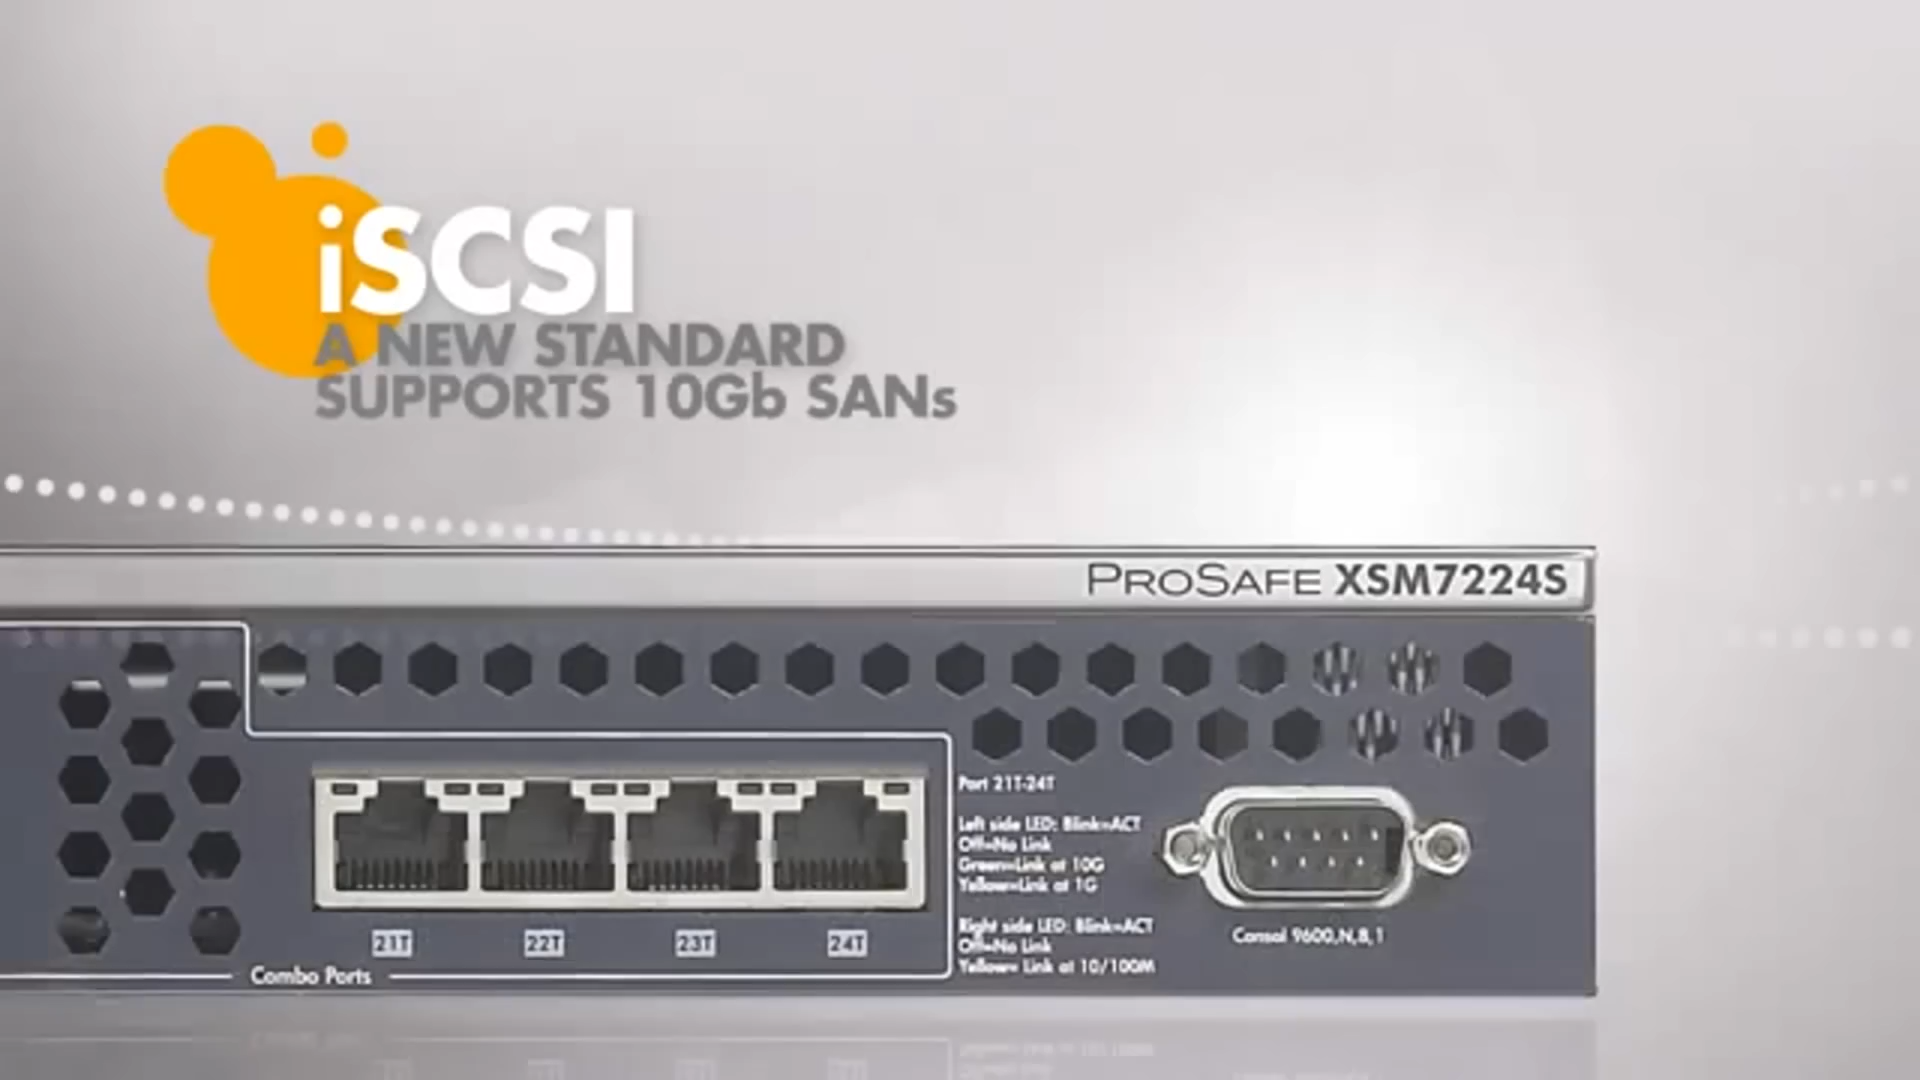 iSCSI
A NEW STANDARD
SUPPORTS 10Gb SANs
PROSAFE XSM7224S
Port 21T-24T
Left side LED: Blink=ACT
Off=No Link
Green=Link at 10G
Yellow=Link at 1G
Right side LED: Blink=ACT
Off=No Link
Yellow= Link at 10/100M
21T 22T 23T 24T
Combo Ports
Consol 9600,N,8,1